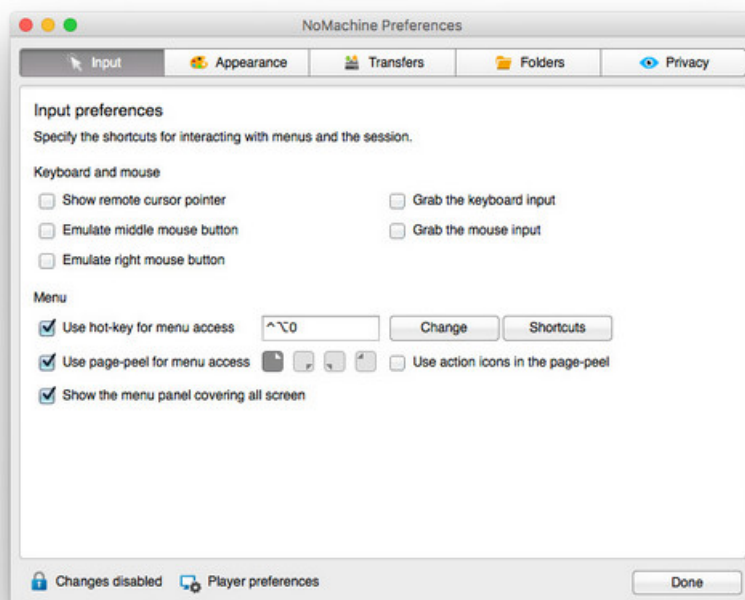 NoMachine Preferences
Input Appearance Transfers Folders Privacy
Input preferences
Specify the shortcuts for interacting with menus and the session.
Keyboard and mouse
Show remote cursor pointer Grab the keyboard input
Emulate middle mouse button Grab the mouse input
Emulate right mouse button
Menu
Use hot-key for menu access ^⌥0 Change Shortcuts
Use page-peel for menu access Use action icons in the page-peel
Show the menu panel covering all screen
Changes disabled Player preferences Done